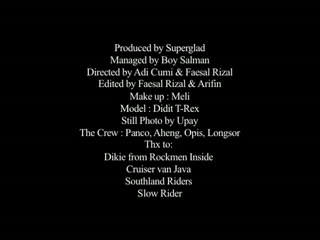 Produced by Superglad
Managed by Boy Salman
Directed by Adi Cumi & Faesal Rizal
Edited by Faesal Rizal & Arifin
Make up : Meli
Model : Didit T-Rex
Still Photo by Upay
The Crew : Panco, Aheng, Opis, Longsor
Thx to:
Dikie from Rockmen Inside
Cruiser van Java
Southland Riders
Slow Rider